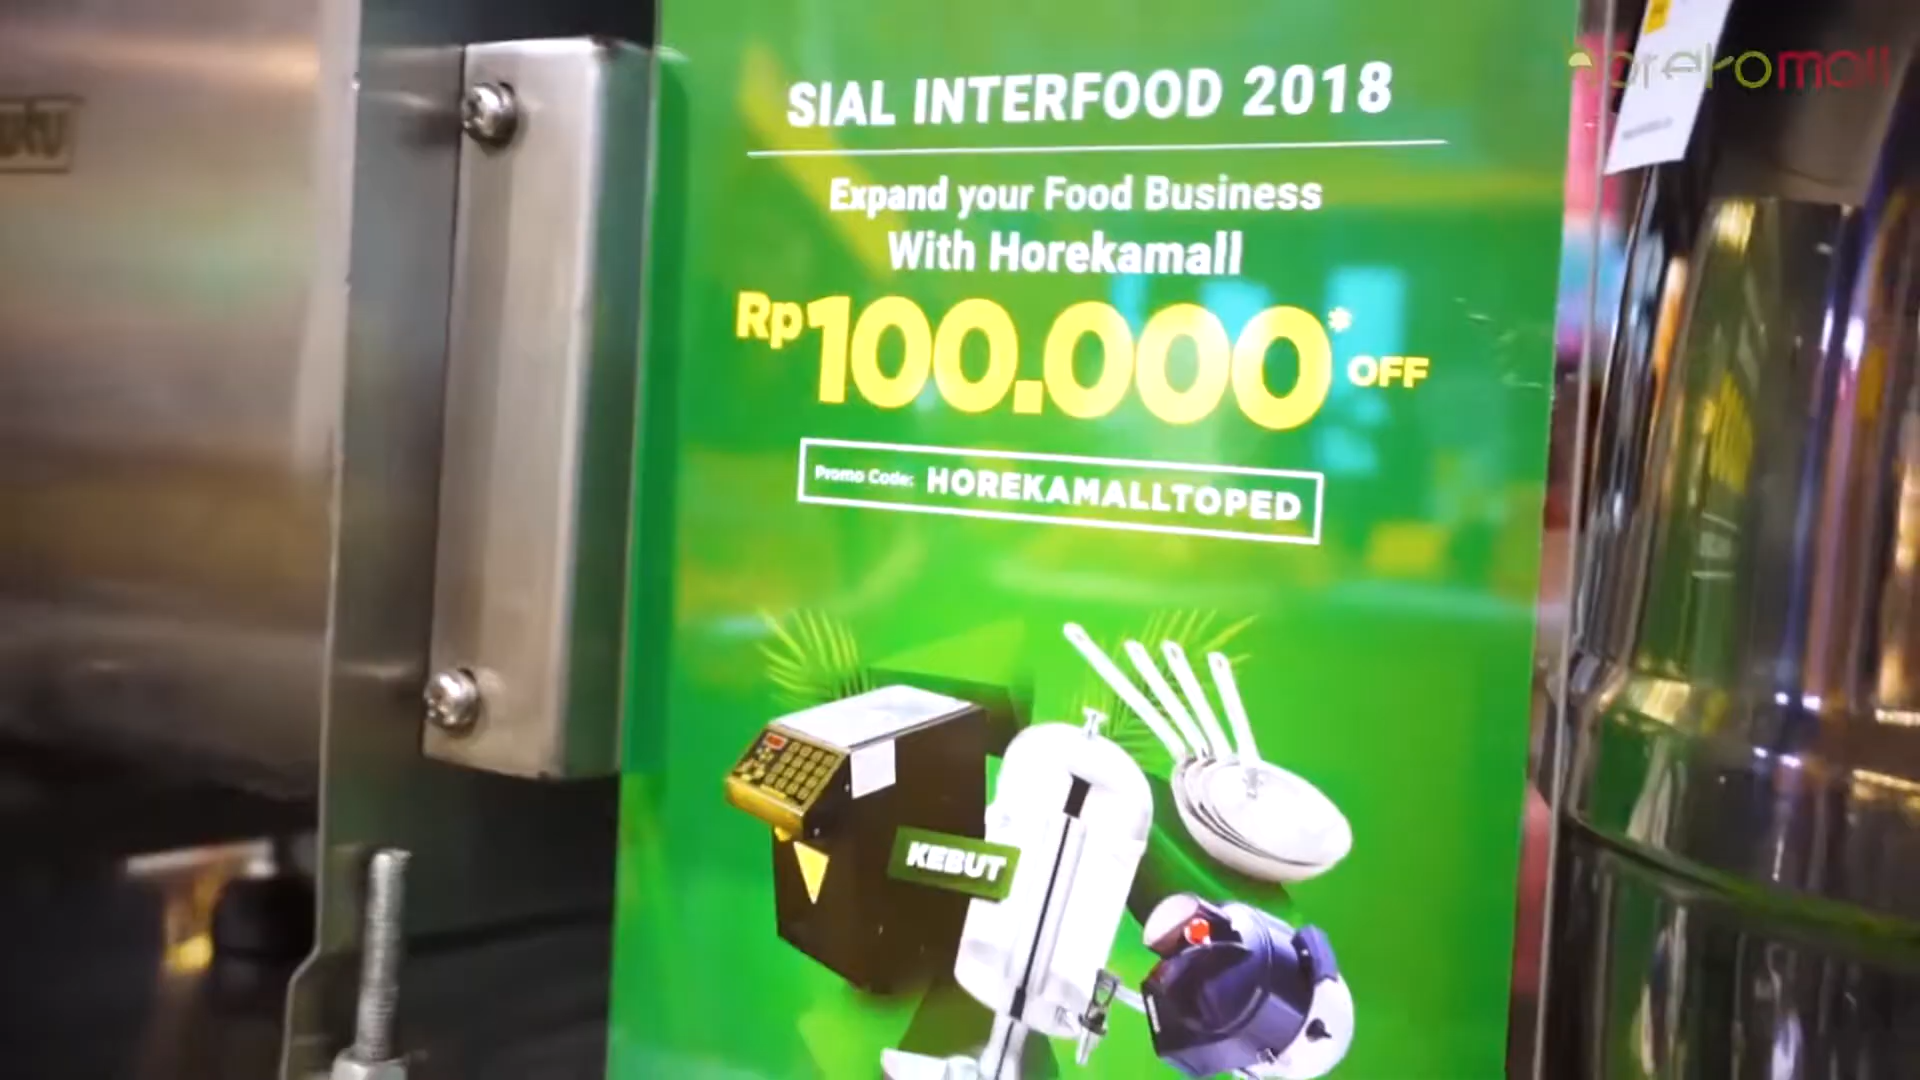 horekamall
SIAL INTERFOOD 2018
Expand your Food Business
With Horekamall
Rp100.000* OFF
Promo Code: HOREKAMALLTOPED
KEBUT